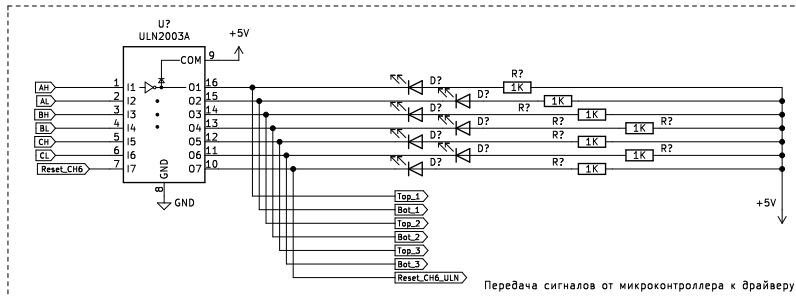 U?
ULN2003A
+5V
COM 9
AH 1 I1 O1 16 D? R? 1K
AL 2 I2 O2 15 D? 1K
BH 3 I3 O3 14 D? R? 1K
BL 4 I4 O4 13 D? R? 1K
CH 5 I5 O5 12 D? R? 1K
CL 6 I6 O6 11 D? R? 1K
Reset_CH6 7 I7 O7 10 D? R? 1K
GND
8
GND
Top_1
Bot_1
Top_2
Bot_2
Top_3
Bot_3
Reset_CH6_ULN
+5V
Передача сигналов от микроконтроллера к драйверу